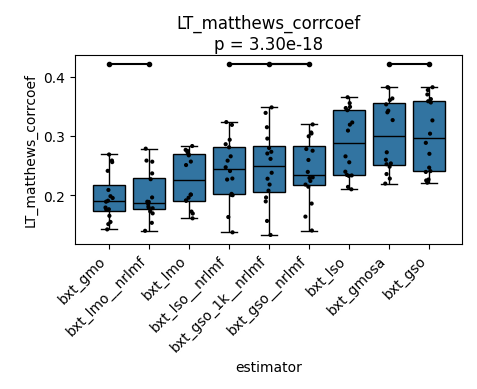 LT_matthews_corrcoef
p = 3.30e-18
LT_matthews_corrcoef
0.4
0.3
0.2
bxt_gmo
bxt_lmo__nrlmf
bxt_lmo
bxt_lso__nrlmf
bxt_gso_1k__nrlmf
bxt_gso__nrlmf
bxt_lso
bxt_gmosa
bxt_gso
estimator